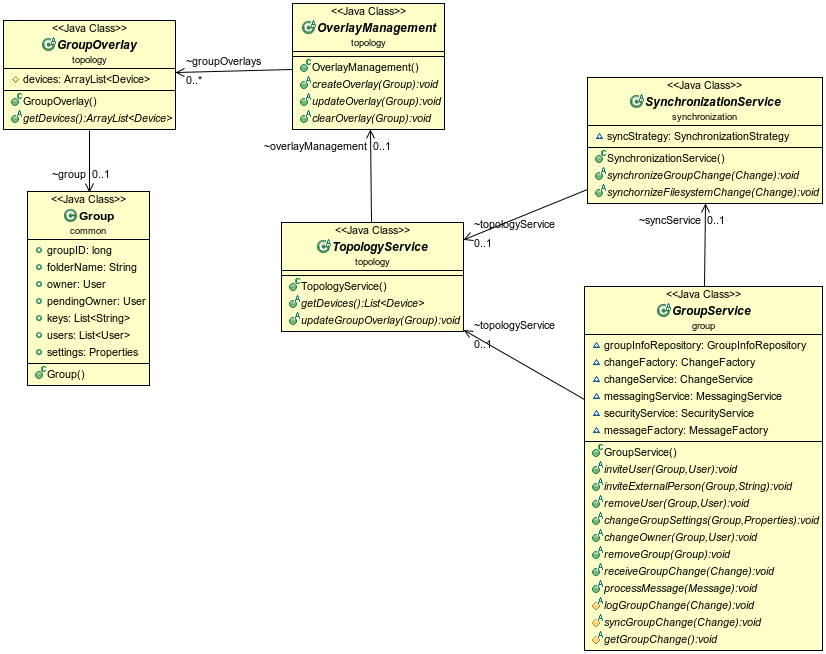 <<Java Class>>
GroupOverlay
topology
devices: ArrayList<Device>
GroupOverlay()
getDevices():ArrayList<Device>
~groupOverlays
0..*
<<Java Class>>
OverlayManagement
topology
OverlayManagement()
createOverlay(Group):void
updateOverlay(Group):void
clearOverlay(Group):void
~group 0..1
<<Java Class>>
Group
common
groupID: long
folderName: String
owner: User
pendingOwner: User
keys: List<String>
users: List<User>
settings: Properties
Group()
~overlayManagement 0..1
<<Java Class>>
TopologyService
topology
TopologyService()
getDevices():List<Device>
updateGroupOverlay(Group):void
<<Java Class>>
SynchronizationService
synchronization
syncStrategy: SynchronizationStrategy
SynchronizationService()
synchronizeGroupChange(Change):void
synchornizeFilesystemChange(Change):void
~topologyService
0..1
~syncService 0..1
~topologyService
0..1
<<Java Class>>
GroupService
group
groupInfoRepository: GroupInfoRepository
changeFactory: ChangeFactory
changeService: ChangeService
messagingService: MessagingService
securityService: SecurityService
messageFactory: MessageFactory
GroupService()
inviteUser(Group,User):void
inviteExternalPerson(Group,String):void
removeUser(Group,User):void
changeGroupSettings(Group,Properties):void
changeOwner(Group,User):void
removeGroup(Group):void
receiveGroupChange(Change):void
processMessage(Message):void
logGroupChange(Change):void
syncGroupChange(Change):void
getGroupChange():void